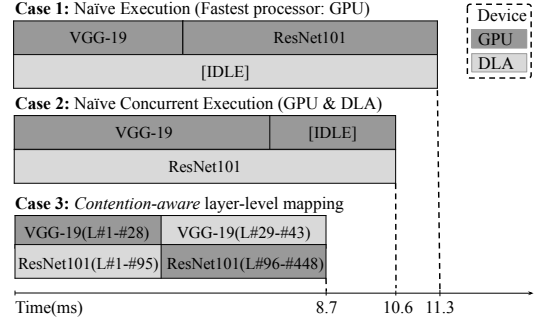 Case 1: Naïve Execution (Fastest processor: GPU)
VGG-19 ResNet101
[IDLE]
Device
GPU
DLA
Case 2: Naïve Concurrent Execution (GPU & DLA)
VGG-19 [IDLE]
ResNet101
Case 3: Contention-aware layer-level mapping
VGG-19(L#1-#28) VGG-19(L#29-#43)
ResNet101(L#1-#95) ResNet101(L#96-#448)
Time(ms) 8.7 10.6 11.3